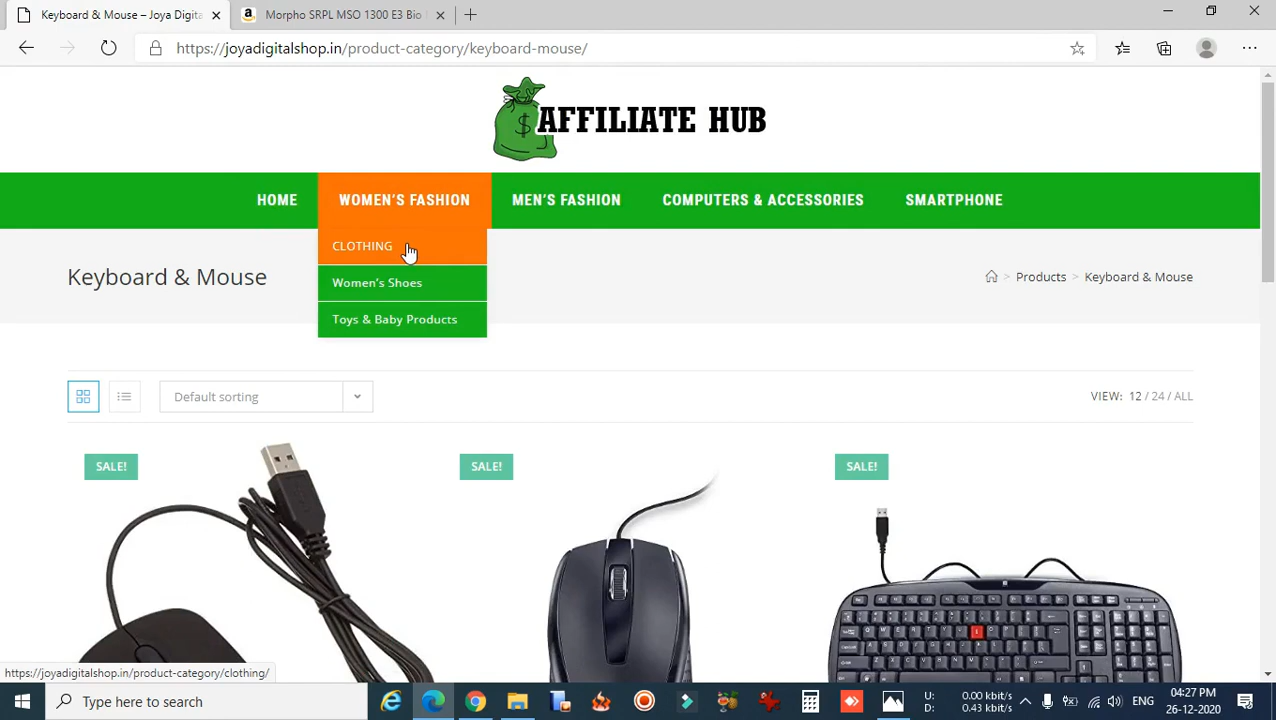 Keyboard & Mouse – Joya Digita
Morpho SRPL MSO 1300 E3 Bio
https://joyadigitalshop.in/product-category/keyboard-mouse/
AFFILIATE HUB
HOME
WOMEN'S FASHION
MEN'S FASHION
COMPUTERS & ACCESSORIES
SMARTPHONE
CLOTHING
Women's Shoes
Toys & Baby Products
Keyboard & Mouse
Products > Keyboard & Mouse
Default sorting
VIEW: 12 / 24 / ALL
SALE!
SALE!
SALE!
https://joyadigitalshop.in/product-category/clothing/
Type here to search
U: 0.00 kbit/s
D: 0.43 kbit/s
ENG
04:27 PM
26-12-2020